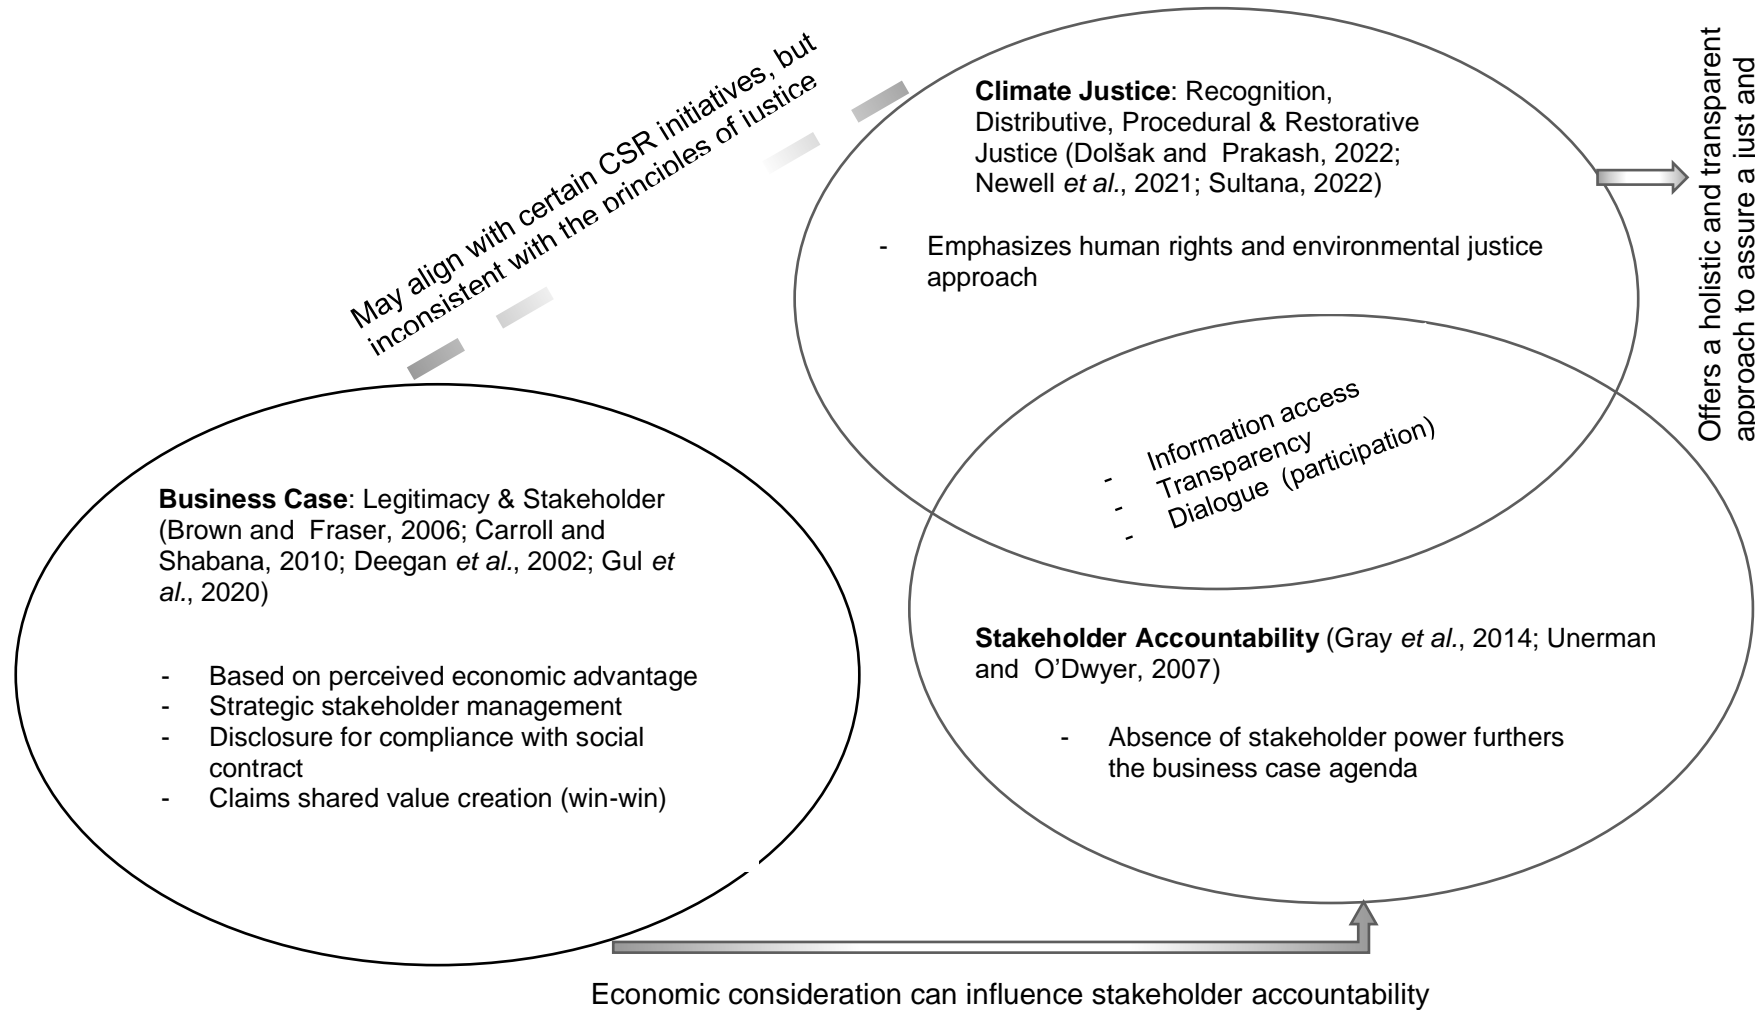 May align with certain CSR initiatives, but
inconsistent with the principles of justice
Climate Justice: Recognition,
Distributive, Procedural & Restorative
Justice (Dolšak and Prakash, 2022;
Newell et al., 2021; Sultana, 2022)
- Emphasizes human rights and environmental justice
approach
Offers a holistic and transparent
approach to assure a just and
- Information access
- Transparency
- Dialogue (participation)
Business Case: Legitimacy & Stakeholder
(Brown and Fraser, 2006; Carroll and
Shabana, 2010; Deegan et al., 2002; Gul et
al., 2020)
- Based on perceived economic advantage
- Strategic stakeholder management
- Disclosure for compliance with social
contract
- Claims shared value creation (win-win)
Stakeholder Accountability (Gray et al., 2014; Unerman
and O’Dwyer, 2007)
- Absence of stakeholder power furthers
the business case agenda
Economic consideration can influence stakeholder accountability